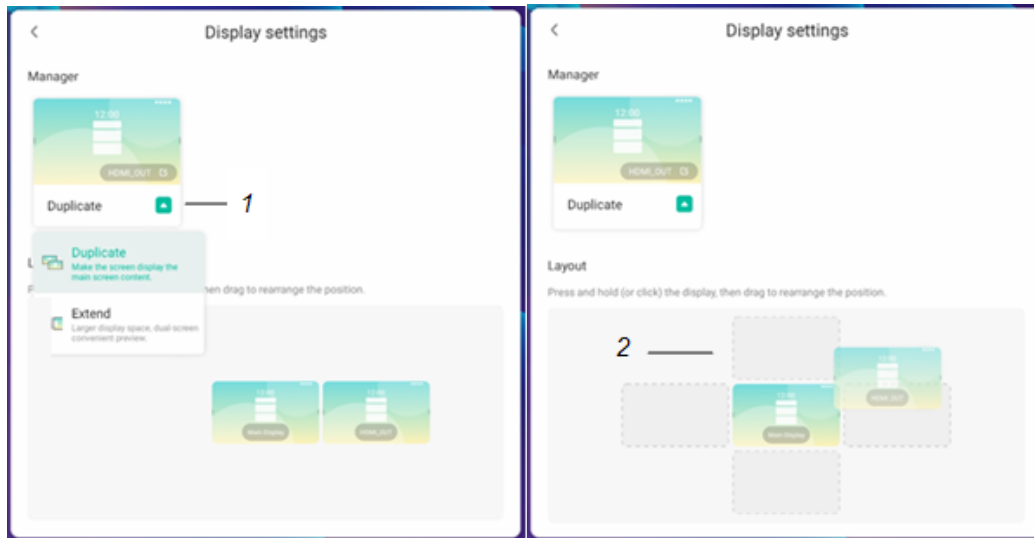 Display settings
Manager
12:00
HDMI_OUT
Duplicate
1
Duplicate
Make the screen display the
main screen content.
Extend
Larger display space, dual-screen
convenient preview.
L
P
hen drag to rearrange the position.
12:00
12:00
Main Display
HDMI_OUT
Display settings
Manager
12:00
HDMI_OUT
Duplicate
Layout
Press and hold (or click) the display, then drag to rearrange the position.
2
12:00
HDMI_OUT
12:00
Main Display